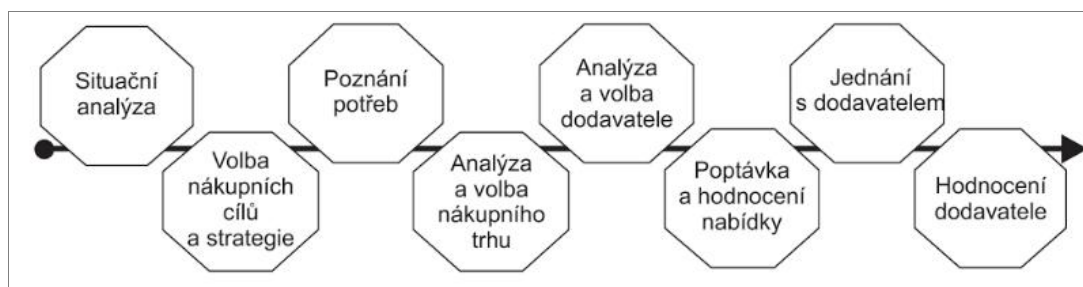 Situační
analýza
Volba
nákupních
cílů
a strategie
Poznání
potřeb
Analýza
a volba
nákupního
trhu
Analýza
a volba
dodavatele
Poptávka
a hodnocení
nabídky
Jednání
s dodavatelem
Hodnocení
dodavatele